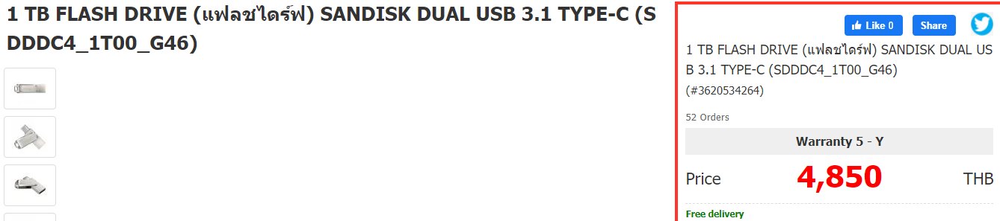 1 TB FLASH DRIVE (แฟลชไดร์ฟ) SANDISK DUAL USB 3.1 TYPE-C (S
DDDC4_1T00_G46)
Like 0
Share
1 TB FLASH DRIVE (แฟลชไดร์ฟ) SANDISK DUAL US
B 3.1 TYPE-C (SDDDC4_1T00_G46)
(#3620534264)
52 Orders
Warranty 5 - Y
Price 4,850 THB
Free delivery